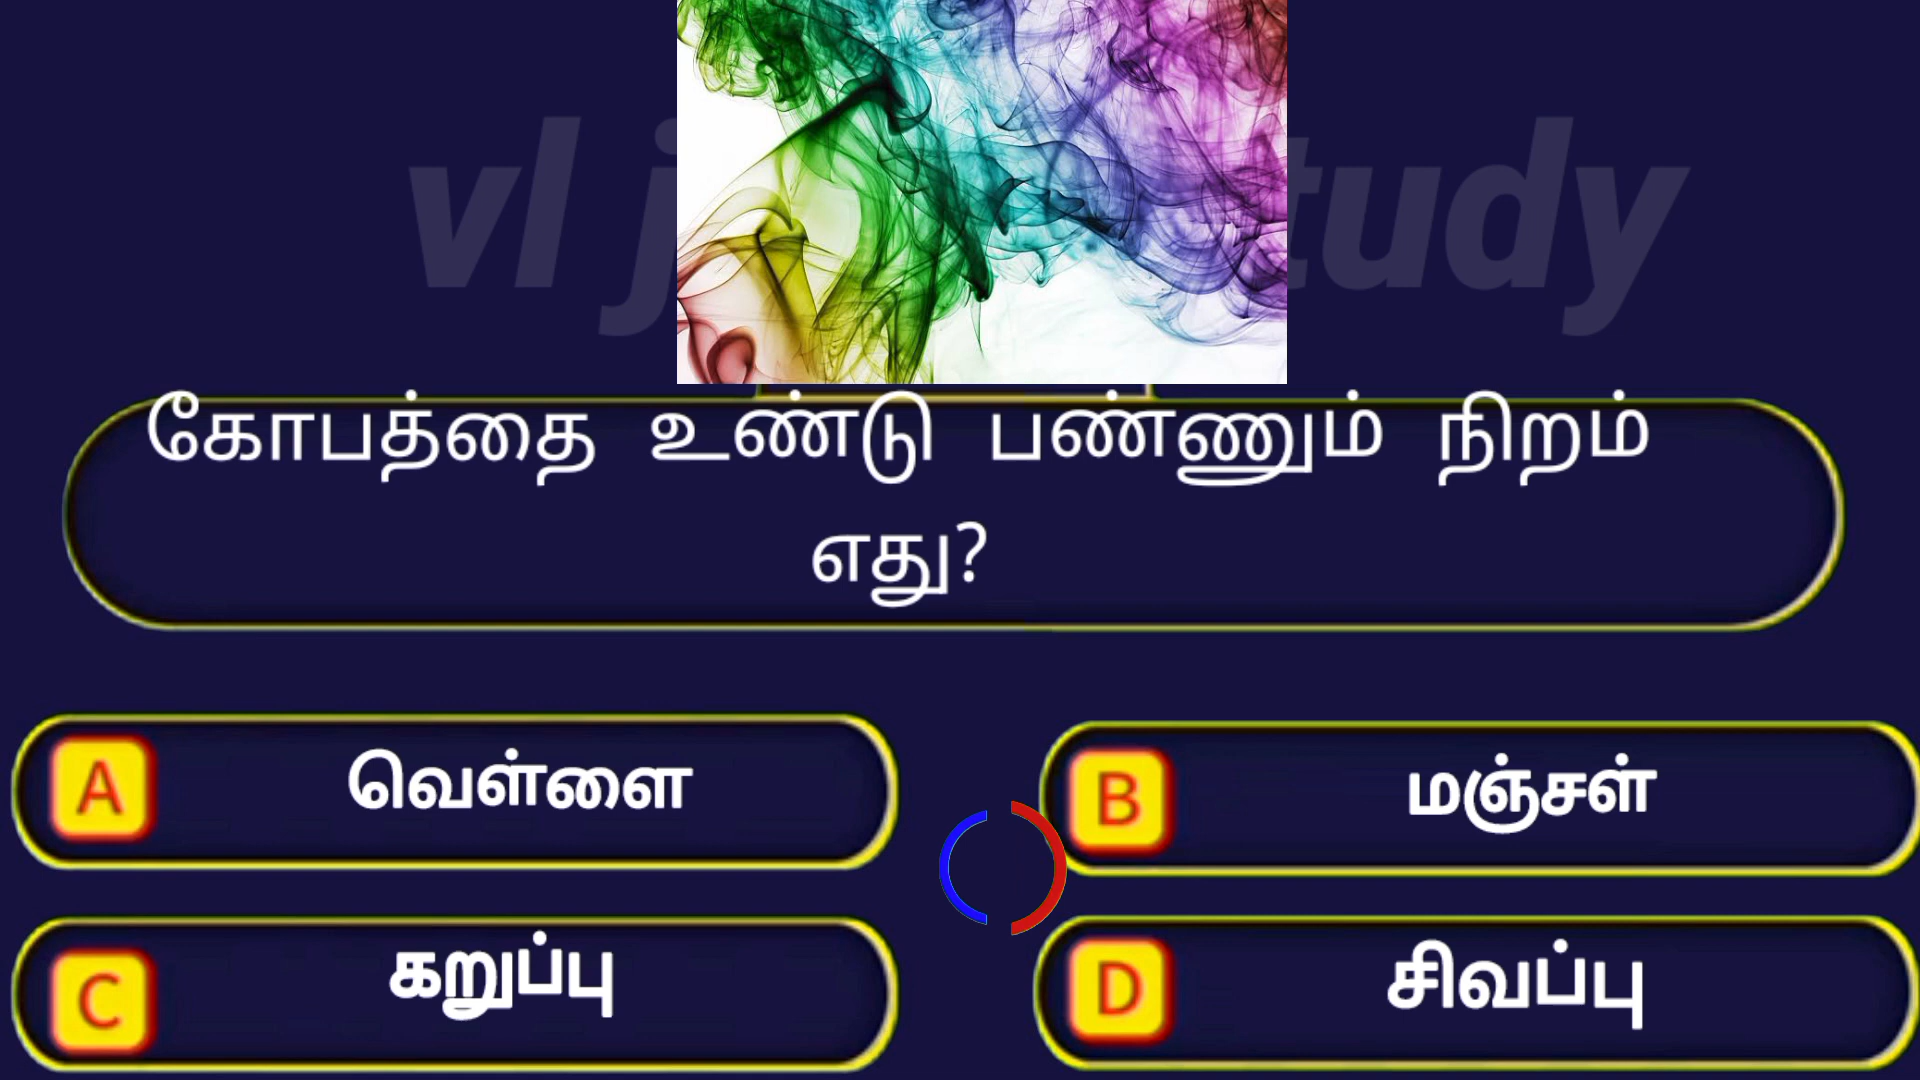 vl j tudy
கோபத்தை உண்டு பண்ணும் நிறம்
எது?
A வெள்ளை
B மஞ்சள்
C கறுப்பு
D சிவப்பு